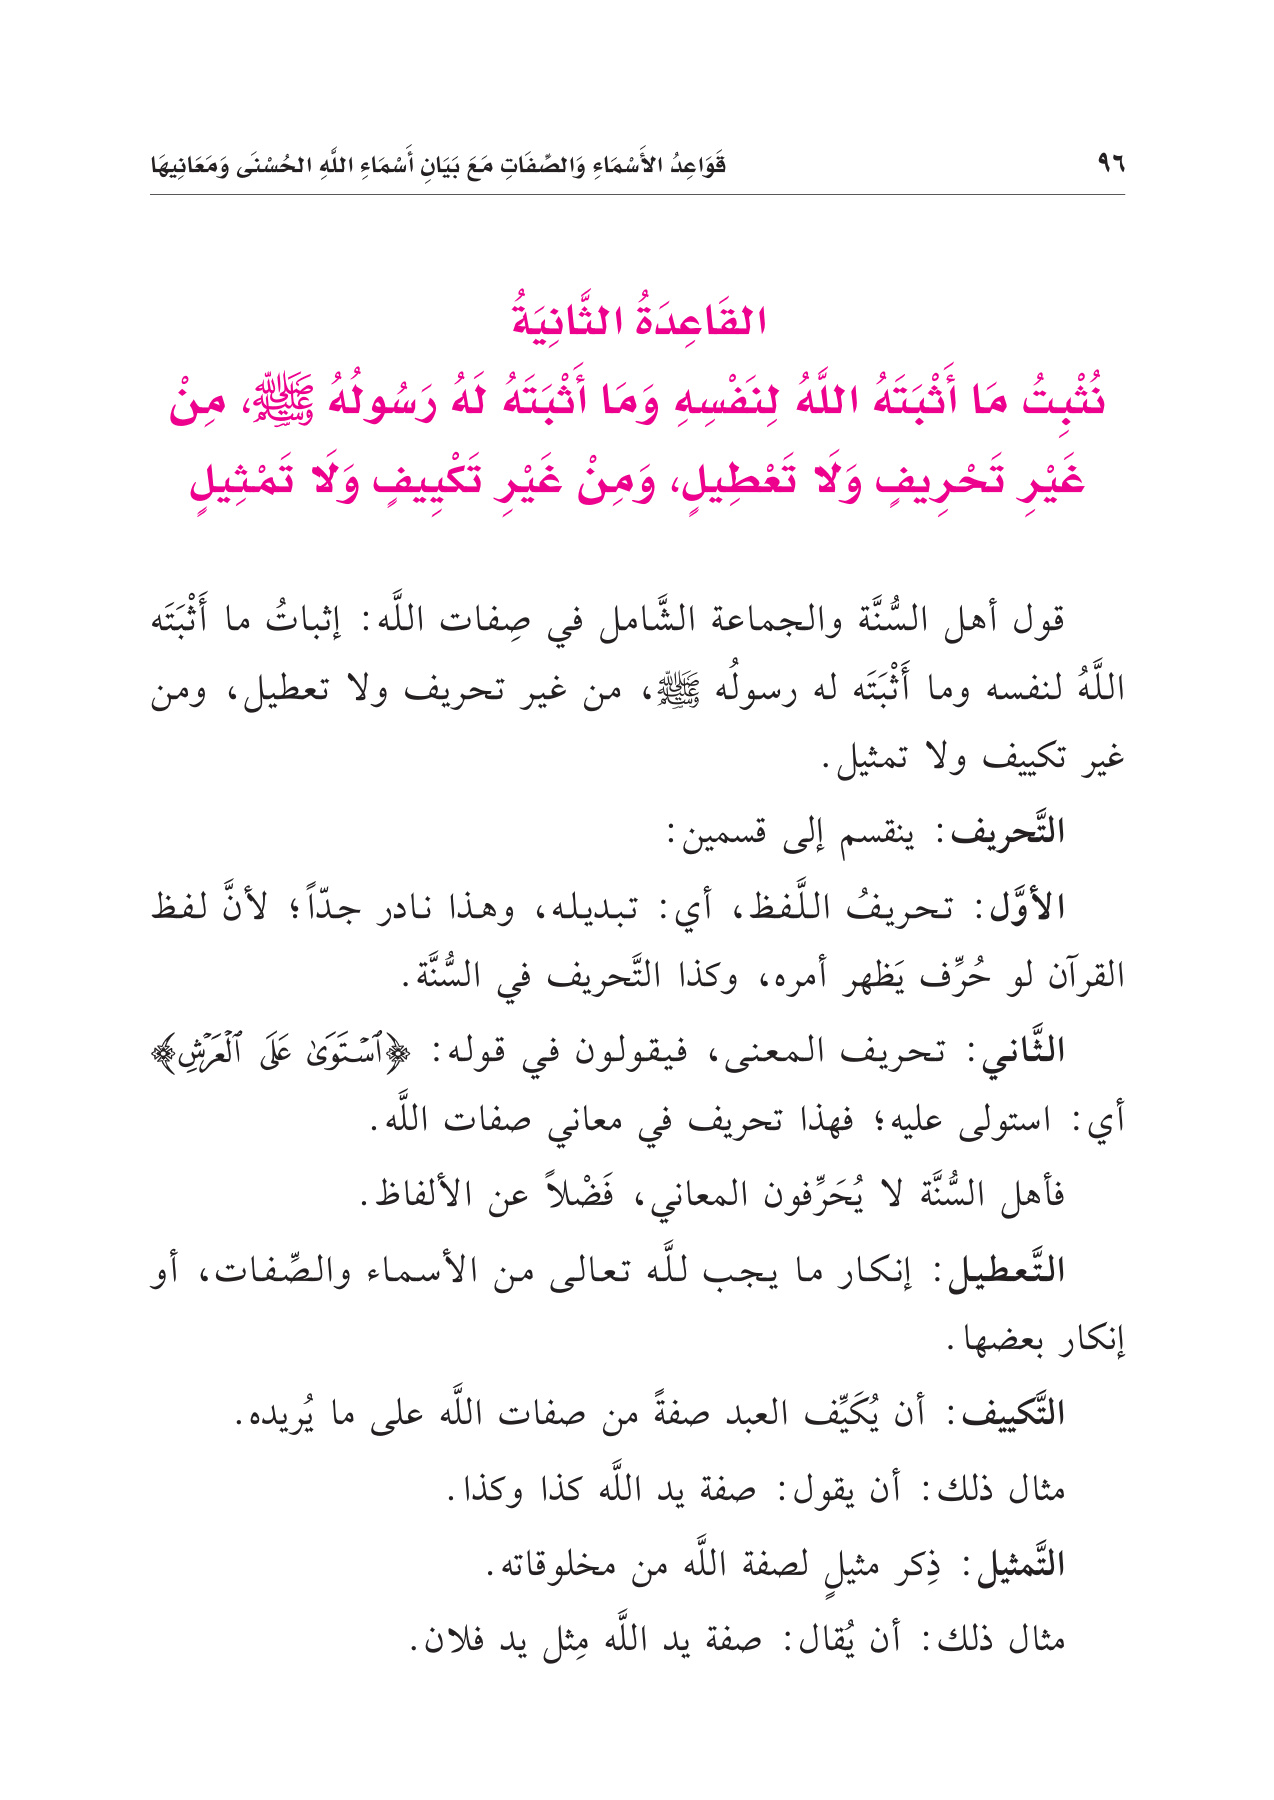 ٩٦ قَوَاعِدُ الأَسْمَاءِ وَالصِّفَاتِ مَعَ بَيَانِ أَسْمَاءِ اللَّهِ الحُسْنَى وَمَعَانِيهَا
القَاعِدَةُ الثَّانِيَةُ
نُثْبِتُ مَا أَثْبَتَهُ اللَّهُ لِنَفْسِهِ وَمَا أَثْبَتَهُ لَهُ رَسُولُهُ ﷺ، مِنْ
غَيْرِ تَحْرِيفٍ وَلَا تَعْطِيلٍ، وَمِنْ غَيْرِ تَكْيِيفٍ وَلَا تَمْثِيلٍ
قول أهل السُّنَّة والجماعة الشَّامل في صِفات اللَّه: إثباتُ ما أَثْبَتَه
اللَّهُ لنفسه وما أَثْبَتَه له رسولُه ﷺ، من غير تحريف ولا تعطيل، ومن
غير تكييف ولا تمثيل.
التَّحريف: ينقسم إلى قسمين:
الأوَّل: تحريفُ اللَّفظ، أي: تبديله، وهذا نادر جدّاً؛ لأنَّ لفظ
القرآن لو حُرِّف يَظهر أمره، وكذا التَّحريف في السُّنَّة.
الثَّاني: تحريف المعنى، فيقولون في قوله: ﴿ٱسۡتَوَىٰ عَلَى ٱلۡعَرۡشِ﴾
أي: استولى عليه؛ فهذا تحريف في معاني صفات اللَّه.
فأهل السُّنَّة لا يُحَرِّفون المعاني، فَضْلاً عن الألفاظ.
التَّعطيل: إنكار ما يجب للَّه تعالى من الأسماء والصِّفات، أو
إنكار بعضها.
التَّكييف: أن يُكَيِّف العبد صفةً من صفات اللَّه على ما يُريده.
مثال ذلك: أن يقول: صفة يد اللَّه كذا وكذا.
التَّمثيل: ذِكر مثيلٍ لصفة اللَّه من مخلوقاته.
مثال ذلك: أن يُقال: صفة يد اللَّه مِثل يد فلان.